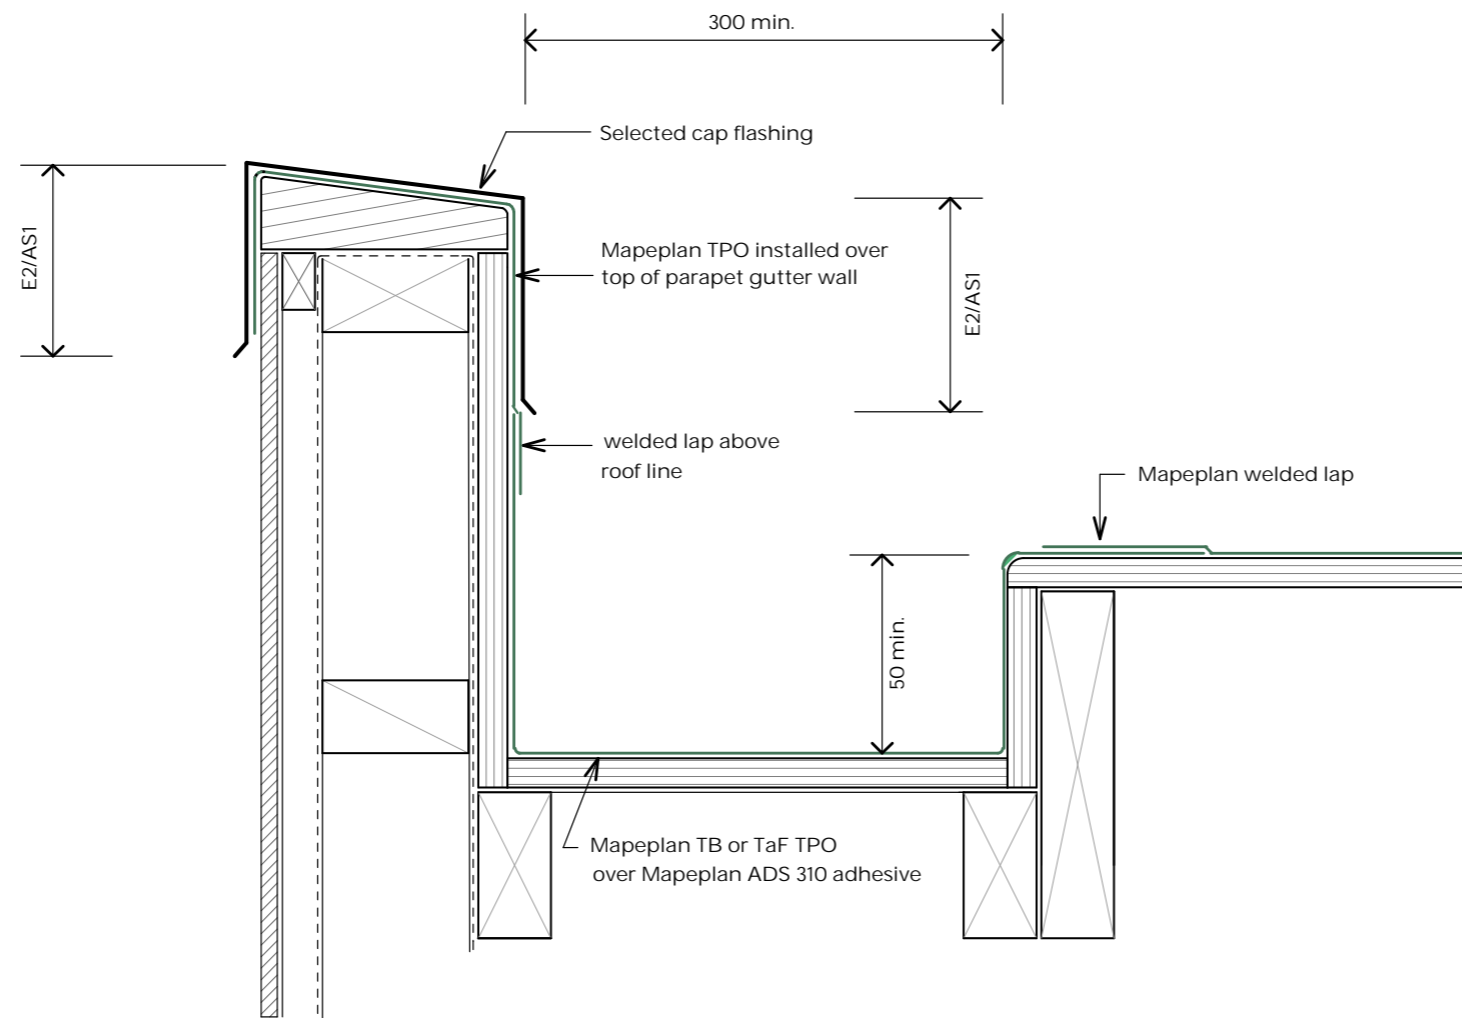 300 min.
Selected cap flashing
E2/AS1
Mapeplan TPO installed over
top of parapet gutter wall
E2/AS1
welded lap above
roof line
Mapeplan welded lap
50 min.
Mapeplan TB or TaF TPO
over Mapeplan ADS 310 adhesive